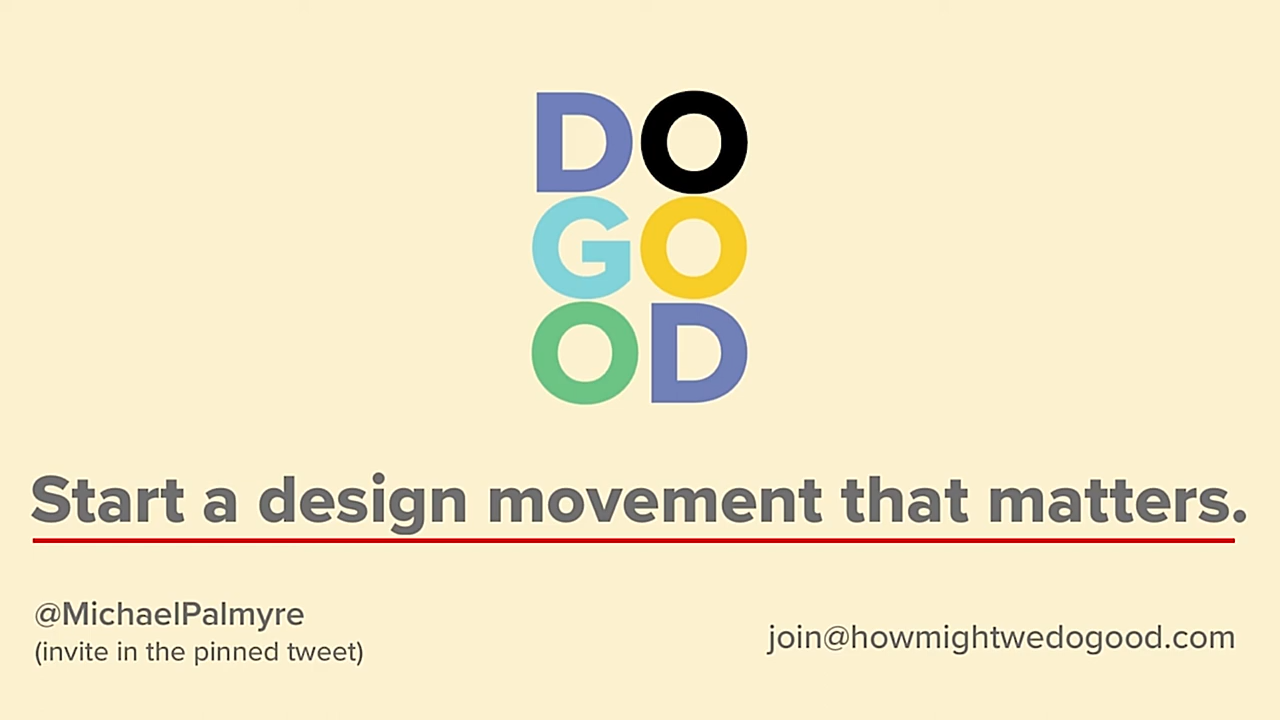 DO
GO
OD
Start a design movement that matters.
@MichaelPalmyre
(invite in the pinned tweet)
join@howmightwedogood.com